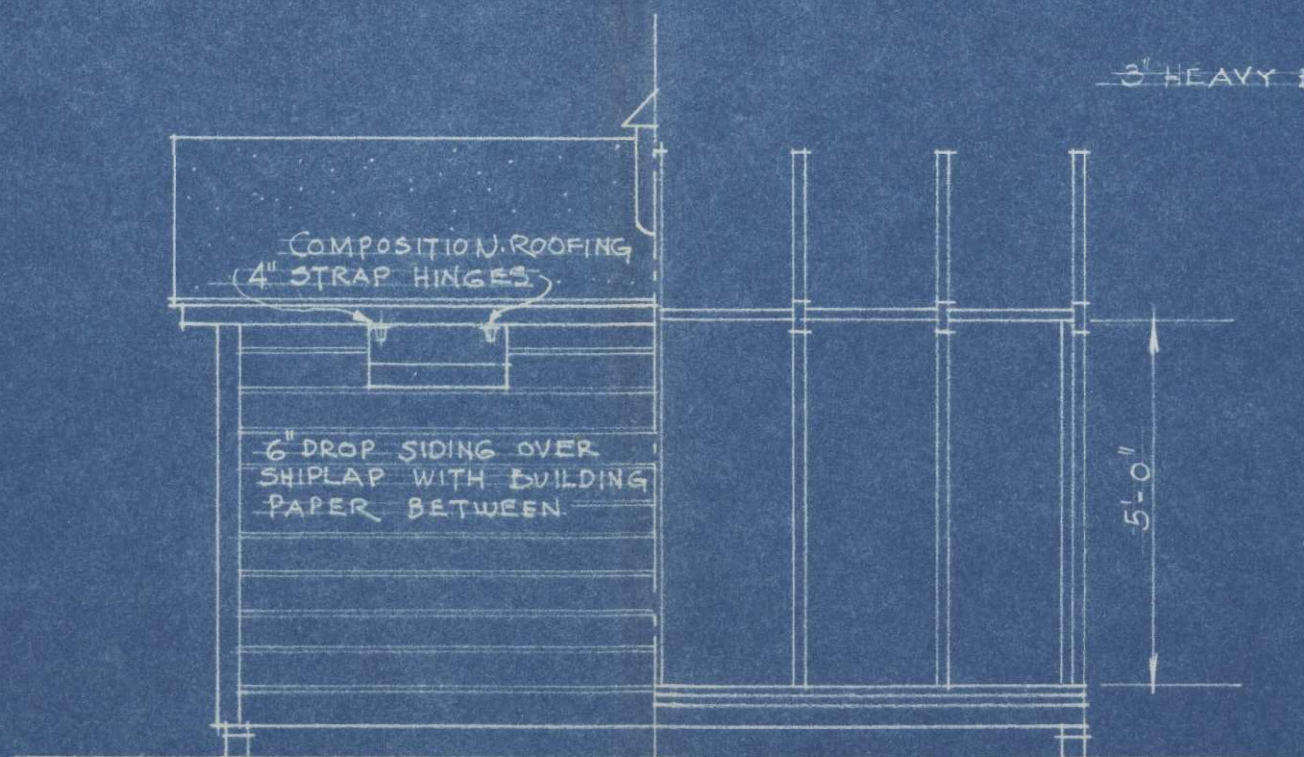 3" HEAVY
COMPOSITION ROOFING
4" STRAP HINGES
6" DROP SIDING OVER
SHIPLAP WITH BUILDING
PAPER BETWEEN
5'-0"